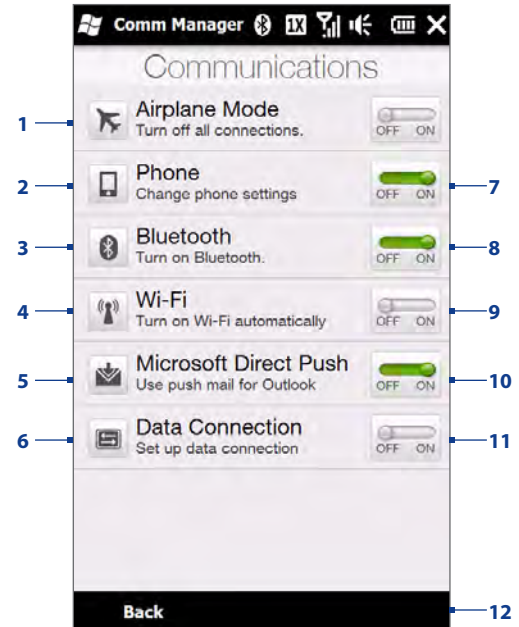 Comm Manager 1X
Communications
1 Airplane Mode
Turn off all connections.
OFF ON
2 Phone
Change phone settings
OFF ON 7
3 Bluetooth
Turn on Bluetooth.
OFF ON 8
4 Wi-Fi
Turn on Wi-Fi automatically
OFF ON 9
5 Microsoft Direct Push
Use push mail for Outlook
OFF ON 10
6 Data Connection
Set up data connection
OFF ON 11
Back 12